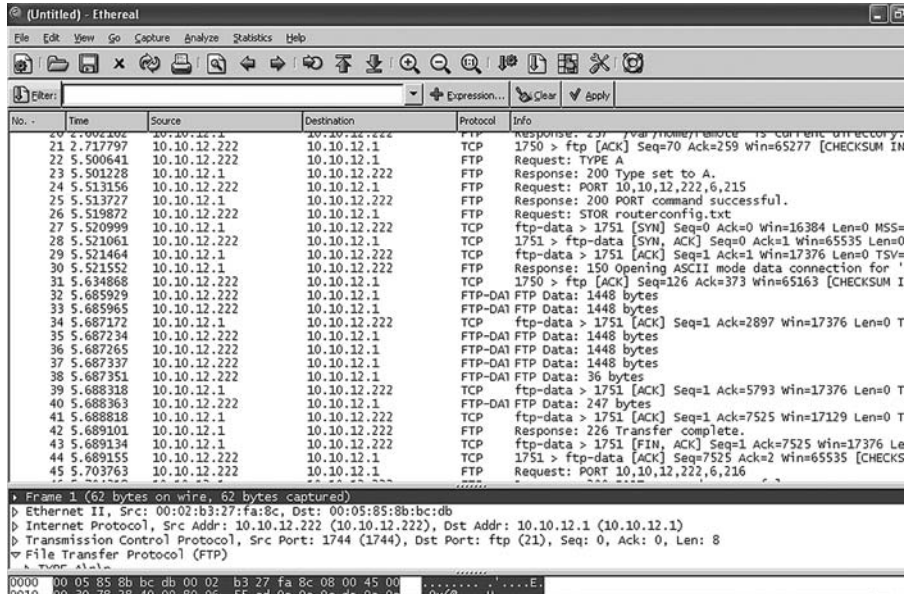 (Untitled) - Ethereal
File Edit View Go Capture Analyze Statistics Help
Filter: Expression... Clear Apply
No. - Time Source Destination Protocol Info
20 2.602162 10.10.12.1 10.10.12.222 FTP Response: 257 "/var/home/remote" is current directory.
21 2.717797 10.10.12.222 10.10.12.1 TCP 1750 > ftp [ACK] Seq=70 Ack=259 Win=65277 [CHECKSUM IN
22 5.500641 10.10.12.222 10.10.12.1 FTP Request: TYPE A
23 5.501228 10.10.12.1 10.10.12.222 FTP Response: 200 Type set to A.
24 5.513156 10.10.12.222 10.10.12.1 FTP Request: PORT 10,10,12,222,6,215
25 5.513727 10.10.12.1 10.10.12.222 FTP Response: 200 PORT command successful.
26 5.519872 10.10.12.222 10.10.12.1 FTP Request: STOR routerconfig.txt
27 5.520999 10.10.12.1 10.10.12.222 TCP ftp-data > 1751 [SYN] Seq=0 Ack=0 Win=16384 Len=0 MSS=
28 5.521061 10.10.12.222 10.10.12.1 TCP 1751 > ftp-data [SYN, ACK] Seq=0 Ack=1 Win=65535 Len=0
29 5.521464 10.10.12.1 10.10.12.222 TCP ftp-data > 1751 [ACK] Seq=1 Ack=1 Win=17376 Len=0 TSV=
30 5.521552 10.10.12.1 10.10.12.222 FTP Response: 150 Opening ASCII mode data connection for '
31 5.634868 10.10.12.222 10.10.12.1 TCP 1750 > ftp [ACK] Seq=126 Ack=373 Win=65163 [CHECKSUM I
32 5.685929 10.10.12.222 10.10.12.1 FTP-DAT FTP Data: 1448 bytes
33 5.685965 10.10.12.222 10.10.12.1 FTP-DAT FTP Data: 1448 bytes
34 5.687172 10.10.12.1 10.10.12.222 TCP ftp-data > 1751 [ACK] Seq=1 Ack=2897 Win=17376 Len=0 T
35 5.687234 10.10.12.222 10.10.12.1 FTP-DAT FTP Data: 1448 bytes
36 5.687265 10.10.12.222 10.10.12.1 FTP-DAT FTP Data: 1448 bytes
37 5.687337 10.10.12.222 10.10.12.1 FTP-DAT FTP Data: 1448 bytes
38 5.687351 10.10.12.222 10.10.12.1 FTP-DAT FTP Data: 36 bytes
39 5.688318 10.10.12.1 10.10.12.222 TCP ftp-data > 1751 [ACK] Seq=1 Ack=5793 Win=17376 Len=0 T
40 5.688363 10.10.12.222 10.10.12.1 FTP-DAT FTP Data: 247 bytes
41 5.688818 10.10.12.1 10.10.12.222 TCP ftp-data > 1751 [ACK] Seq=1 Ack=7525 Win=17129 Len=0 T
42 5.689101 10.10.12.1 10.10.12.222 FTP Response: 226 Transfer complete.
43 5.689134 10.10.12.1 10.10.12.222 TCP ftp-data > 1751 [FIN, ACK] Seq=1 Ack=7525 Win=17376 Le
44 5.689155 10.10.12.222 10.10.12.1 TCP 1751 > ftp-data [ACK] Seq=7525 Ack=2 Win=65535 [CHECKS
45 5.703763 10.10.12.222 10.10.12.1 FTP Request: PORT 10,10,12,222,6,216
Frame 1 (62 bytes on wire, 62 bytes captured)
Ethernet II, Src: 00:02:b3:27:fa:8c, Dst: 00:05:85:8b:bc:db
Internet Protocol, Src Addr: 10.10.12.222 (10.10.12.222), Dst Addr: 10.10.12.1 (10.10.12.1)
Transmission Control Protocol, Src Port: 1744 (1744), Dst Port: ftp (21), Seq: 0, Ack: 0, Len: 8
File Transfer Protocol (FTP)
TYPE A\r\n
0000 00 05 85 8b bc db 00 02 b3 27 fa 8c 08 00 45 00 ........ .'....E.
0010